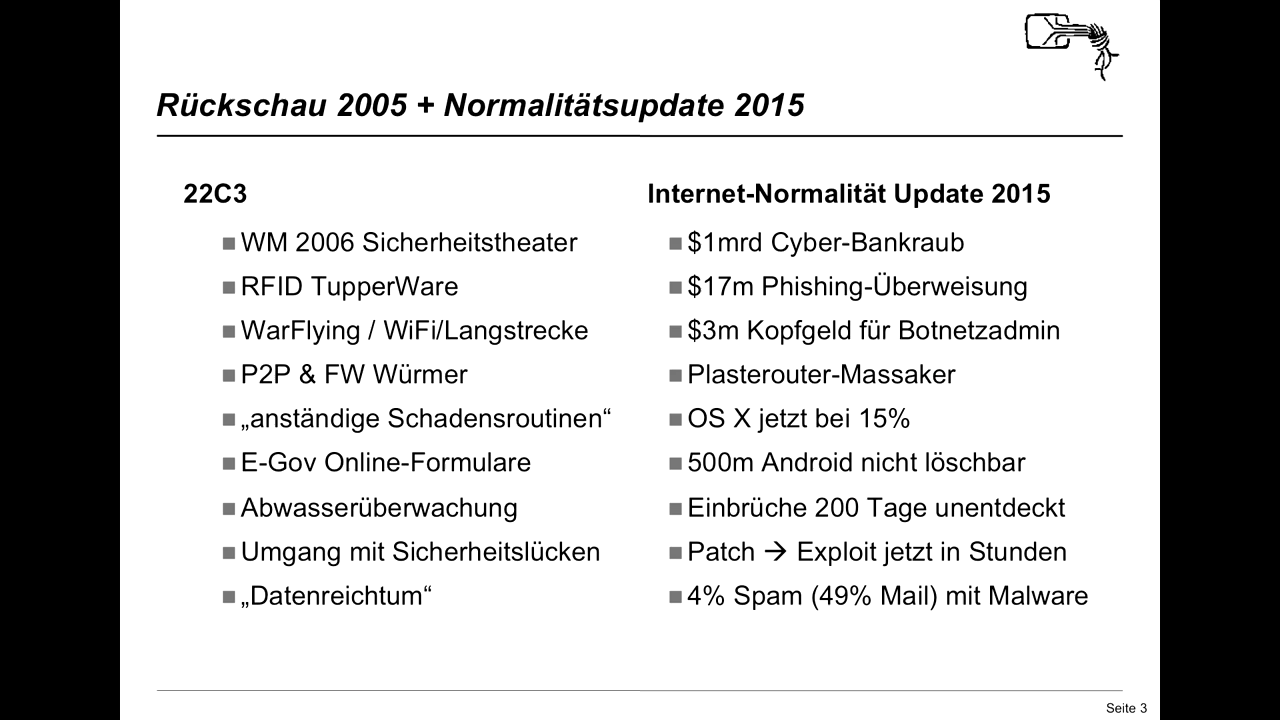 Rückschau 2005 + Normalitätsupdate 2015
22C3
WM 2006 Sicherheitstheater
RFID TupperWare
WarFlying / WiFi/Langstrecke
P2P & FW Würmer
„anständige Schadensroutinen“
E-Gov Online-Formulare
Abwasserüberwachung
Umgang mit Sicherheitslücken
„Datenreichtum“
Internet-Normalität Update 2015
$1mrd Cyber-Bankraub
$17m Phishing-Überweisung
$3m Kopfgeld für Botnetzadmin
Plasterouter-Massaker
OS X jetzt bei 15%
500m Android nicht löschbar
Einbrüche 200 Tage unentdeckt
Patch → Exploit jetzt in Stunden
4% Spam (49% Mail) mit Malware
Seite 3